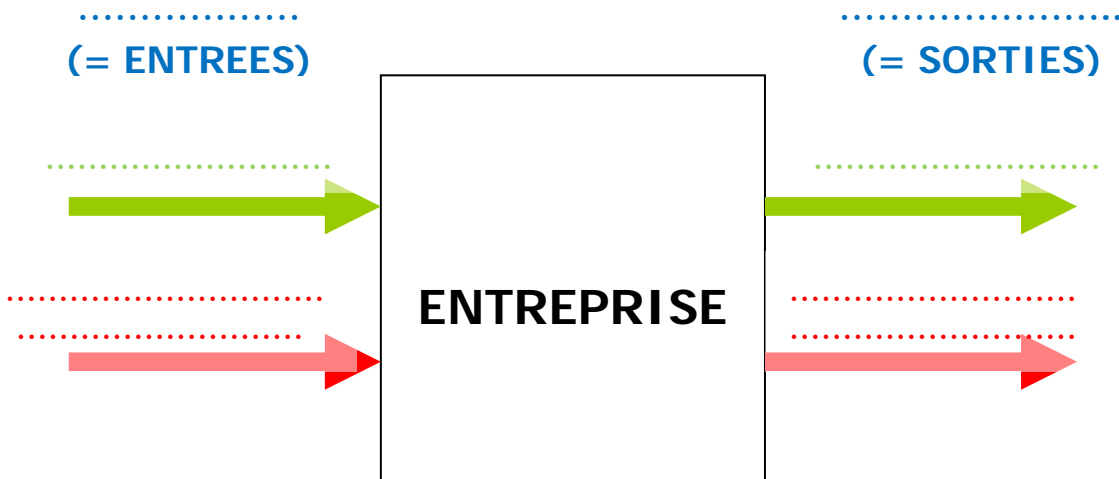 (= ENTREES)
(= SORTIES)
ENTREPRISE